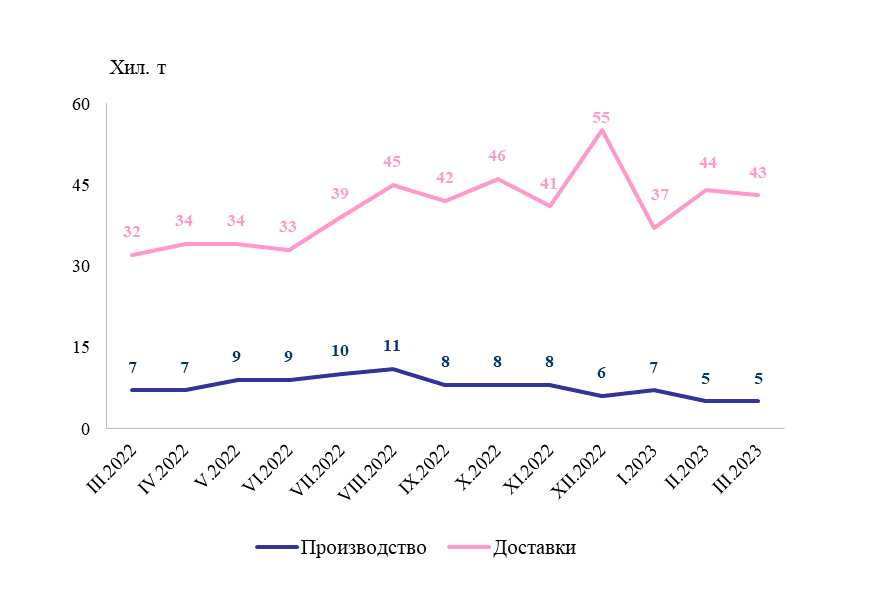 Хил. т
60
55
45
46
45
44
43
42
41
39
37
34
34
33
32
30
15
11
10
9
9
8
8
8
7
7
7
6
5
5
0
III.2022
IV.2022
V.2022
VI.2022
VII.2022
VIII.2022
IX.2022
X.2022
XI.2022
XII.2022
I.2023
II.2023
III.2023
Производство
Доставки